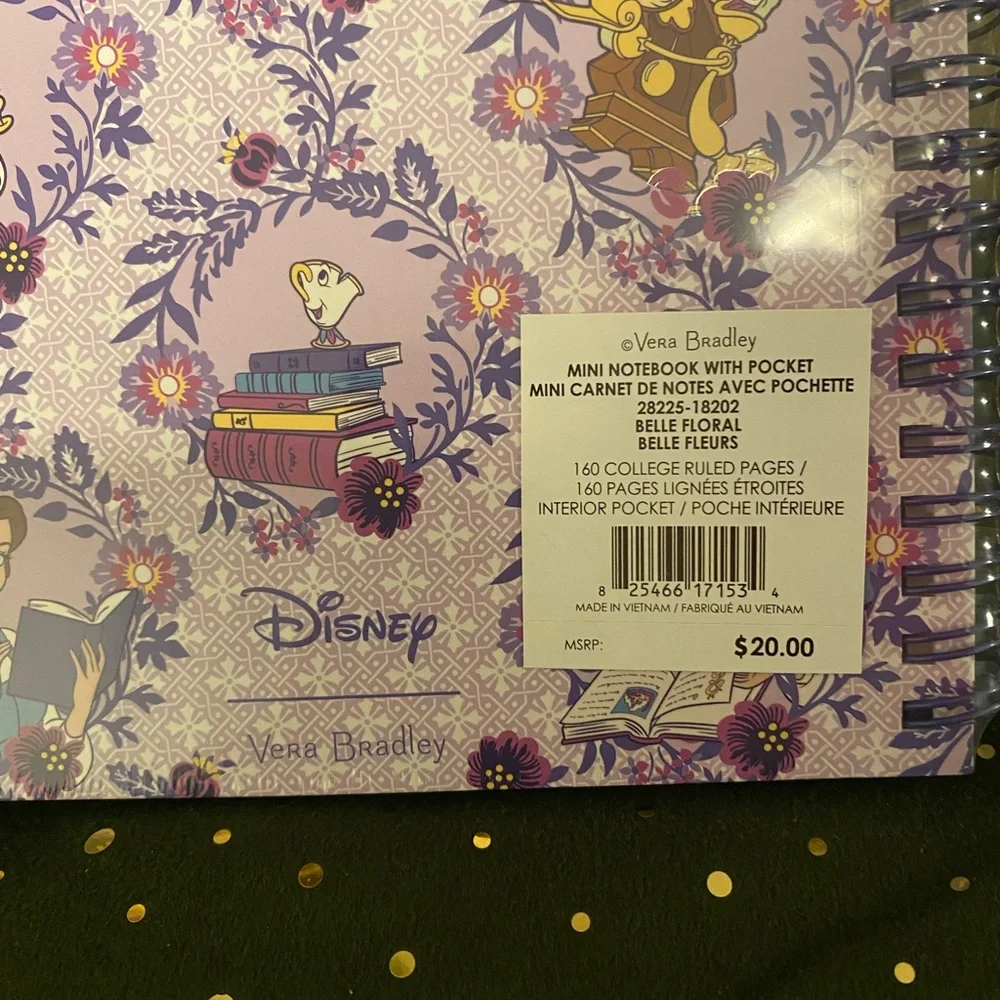 ©Vera Bradley
MINI NOTEBOOK WITH POCKET
MINI CARNET DE NOTES AVEC POCHETTE
28225-18202
BELLE FLORAL
BELLE FLEURS
160 COLLEGE RULED PAGES /
160 PAGES LIGNÉES ÉTROITES
INTERIOR POCKET / POCHE INTÉRIEURE
8 25466 17153 4
MADE IN VIETNAM / FABRIQUÉ AU VIETNAM
MSRP: $20.00
Disney
Vera Bradley